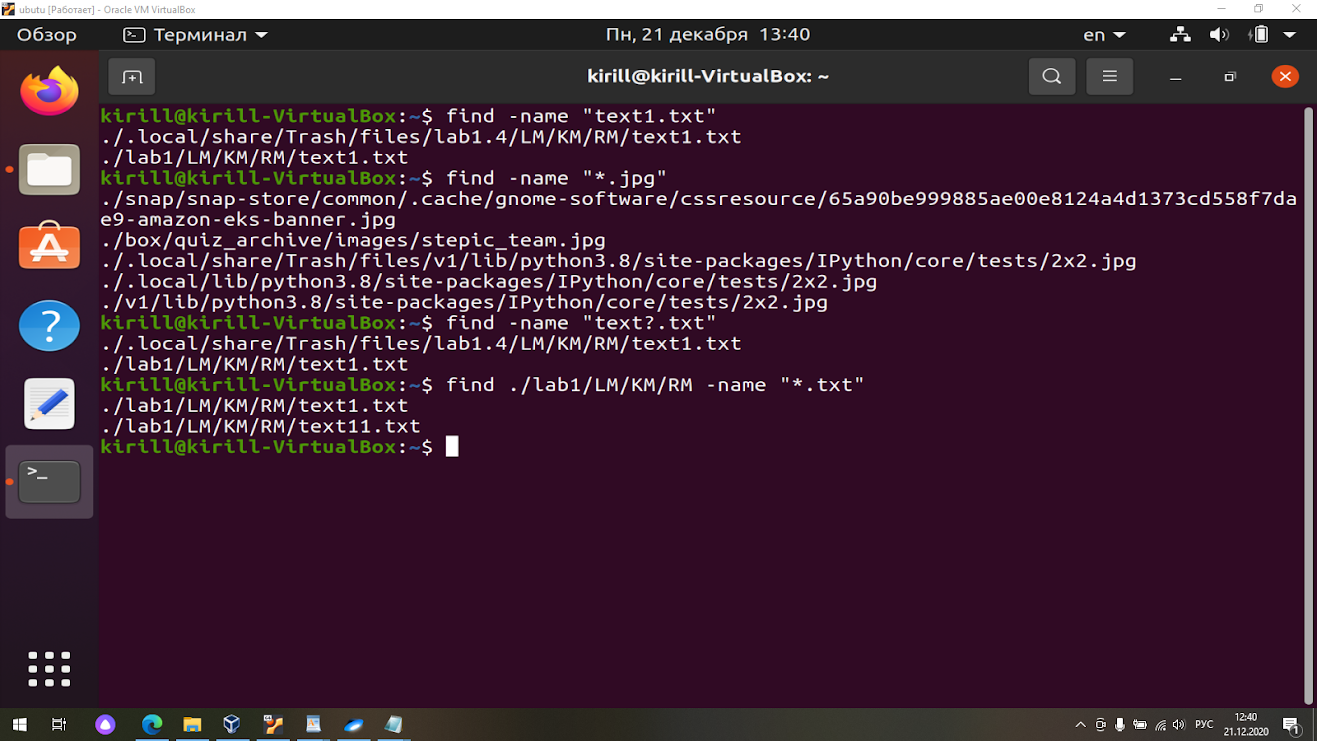 ubutu [Работает] - Oracle VM VirtualBox
Обзор Терминал Пн, 21 декабря 13:40 en
kirill@kirill-VirtualBox: ~
kirill@kirill-VirtualBox:~$ find -name "text1.txt"
./.local/share/Trash/files/lab1.4/LM/KM/RM/text1.txt
./lab1/LM/KM/RM/text1.txt
kirill@kirill-VirtualBox:~$ find -name "*.jpg"
./snap/snap-store/common/.cache/gnome-software/cssresource/65a90be999885ae00e8124a4d1373cd558f7da
e9-amazon-eks-banner.jpg
./box/quiz_archive/images/stepic_team.jpg
./.local/share/Trash/files/v1/lib/python3.8/site-packages/IPython/core/tests/2x2.jpg
./.local/lib/python3.8/site-packages/IPython/core/tests/2x2.jpg
./v1/lib/python3.8/site-packages/IPython/core/tests/2x2.jpg
kirill@kirill-VirtualBox:~$ find -name "text?.txt"
./.local/share/Trash/files/lab1.4/LM/KM/RM/text1.txt
./lab1/LM/KM/RM/text1.txt
kirill@kirill-VirtualBox:~$ find ./lab1/LM/KM/RM -name "*.txt"
./lab1/LM/KM/RM/text1.txt
./lab1/LM/KM/RM/text11.txt
kirill@kirill-VirtualBox:~$
РУС 12:40
21.12.2020 1